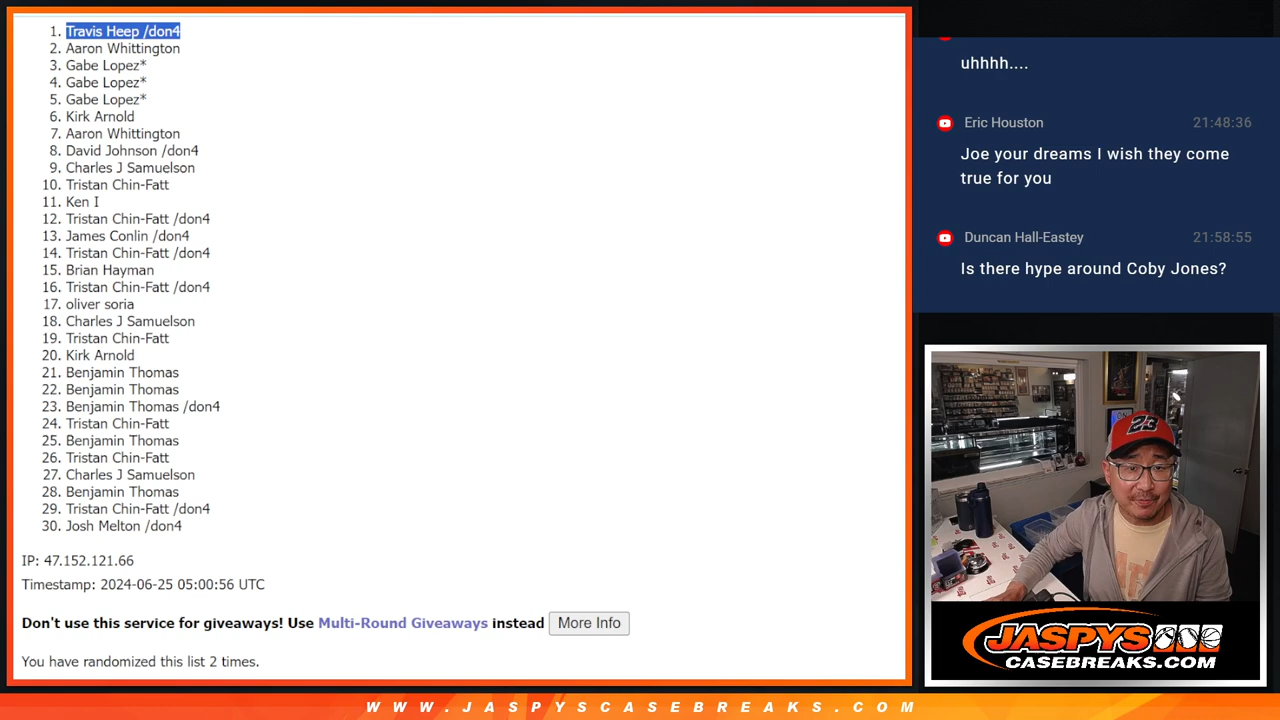 1. Travis Heep /don4
2. Aaron Whittington
3. Gabe Lopez*
4. Gabe Lopez*
5. Gabe Lopez*
6. Kirk Arnold
7. Aaron Whittington
8. David Johnson /don4
9. Charles J Samuelson
10. Tristan Chin-Fatt
11. Ken I
12. Tristan Chin-Fatt /don4
13. James Conlin /don4
14. Tristan Chin-Fatt /don4
15. Brian Hayman
16. Tristan Chin-Fatt /don4
17. oliver soria
18. Charles J Samuelson
19. Tristan Chin-Fatt
20. Kirk Arnold
21. Benjamin Thomas
22. Benjamin Thomas
23. Benjamin Thomas /don4
24. Tristan Chin-Fatt
25. Benjamin Thomas
26. Tristan Chin-Fatt
27. Charles J Samuelson
28. Benjamin Thomas
29. Tristan Chin-Fatt /don4
30. Josh Melton /don4
IP: 47.152.121.66
Timestamp: 2024-06-25 05:00:56 UTC
Don't use this service for giveaways! Use Multi-Round Giveaways instead More Info
You have randomized this list 2 times.
uhhhh....
Eric Houston 21:48:36
Joe your dreams I wish they come
true for you
Duncan Hall-Eastey 21:58:55
Is there hype around Coby Jones?
23
JASPYS
CASEBREAKS.COM
WWW.JASPYSCASEBREAKS.COM